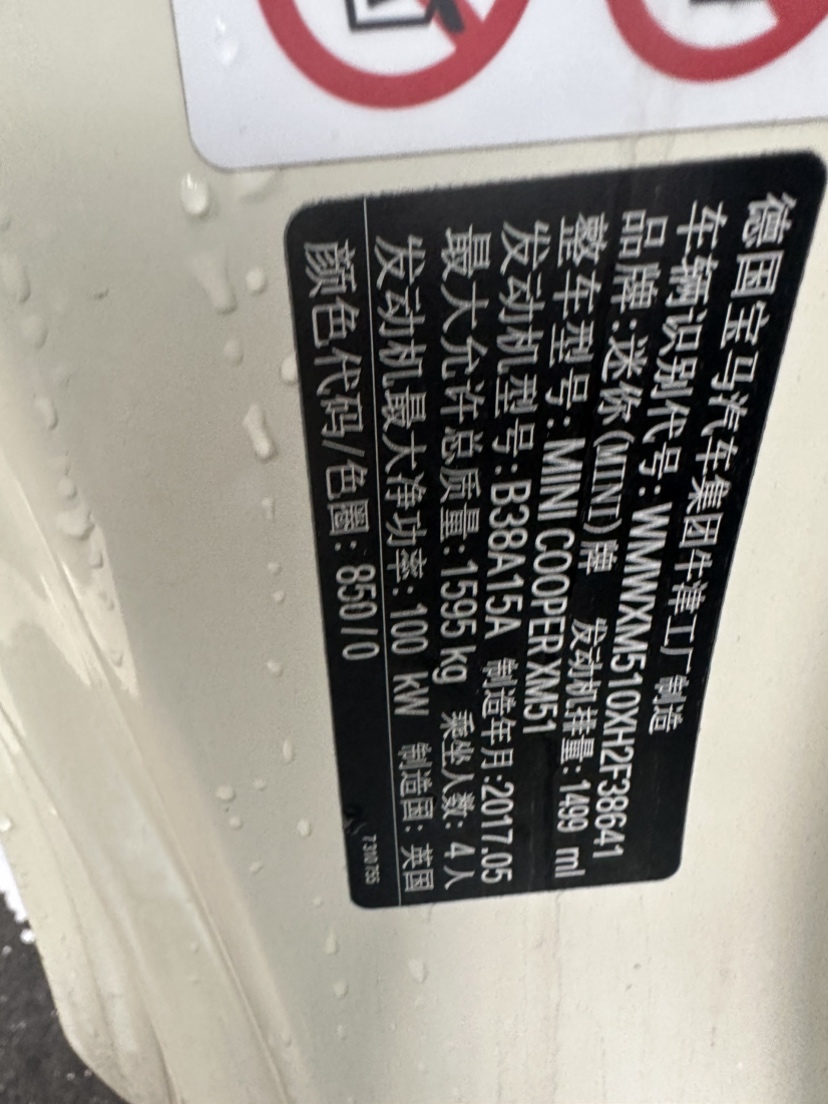 德国宝马汽车集团牛津工厂制造
车辆识别代号:WMWXM510XH2F38641
品牌:迷你(MINI)牌 发动机排量:1499 ml
整车型号:MINI COOPER XM51
发动机型号:B38A15A 制造年月:2017.05
最大允许总质量:1595 kg 乘坐人数:4人
发动机最大净功率:100 kW 制造国:英国
颜色代码/色圈:850/0
7 310 755